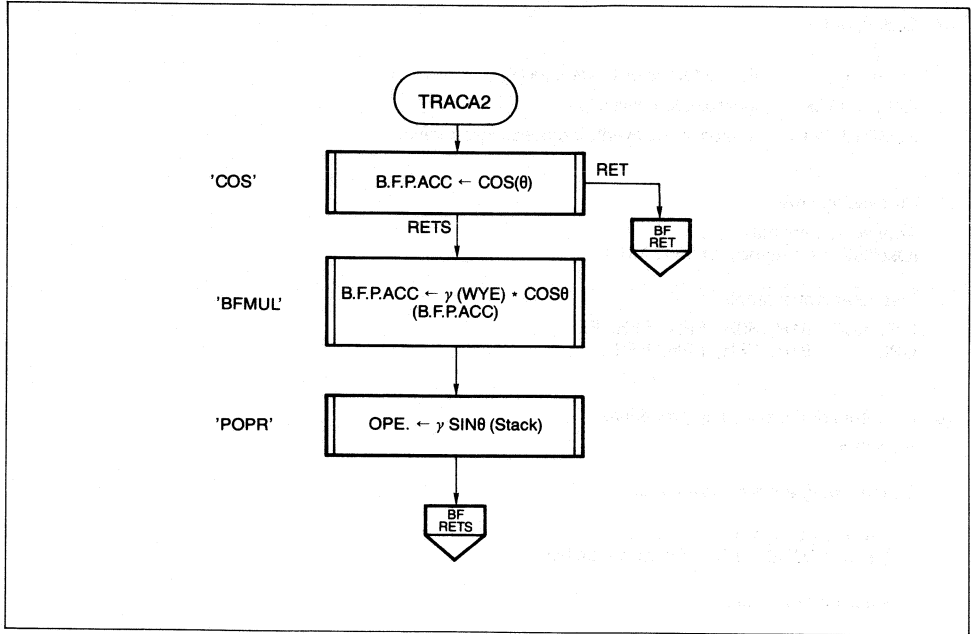 TRACA2
'COS'
B.F.P.ACC ← COS(θ)
RET
BF
RET
RETS
'BFMUL'
B.F.P.ACC ← γ (WYE) * COSθ
(B.F.P.ACC)
'POPR'
OPE. ← γ SINθ (Stack)
BF
RETS